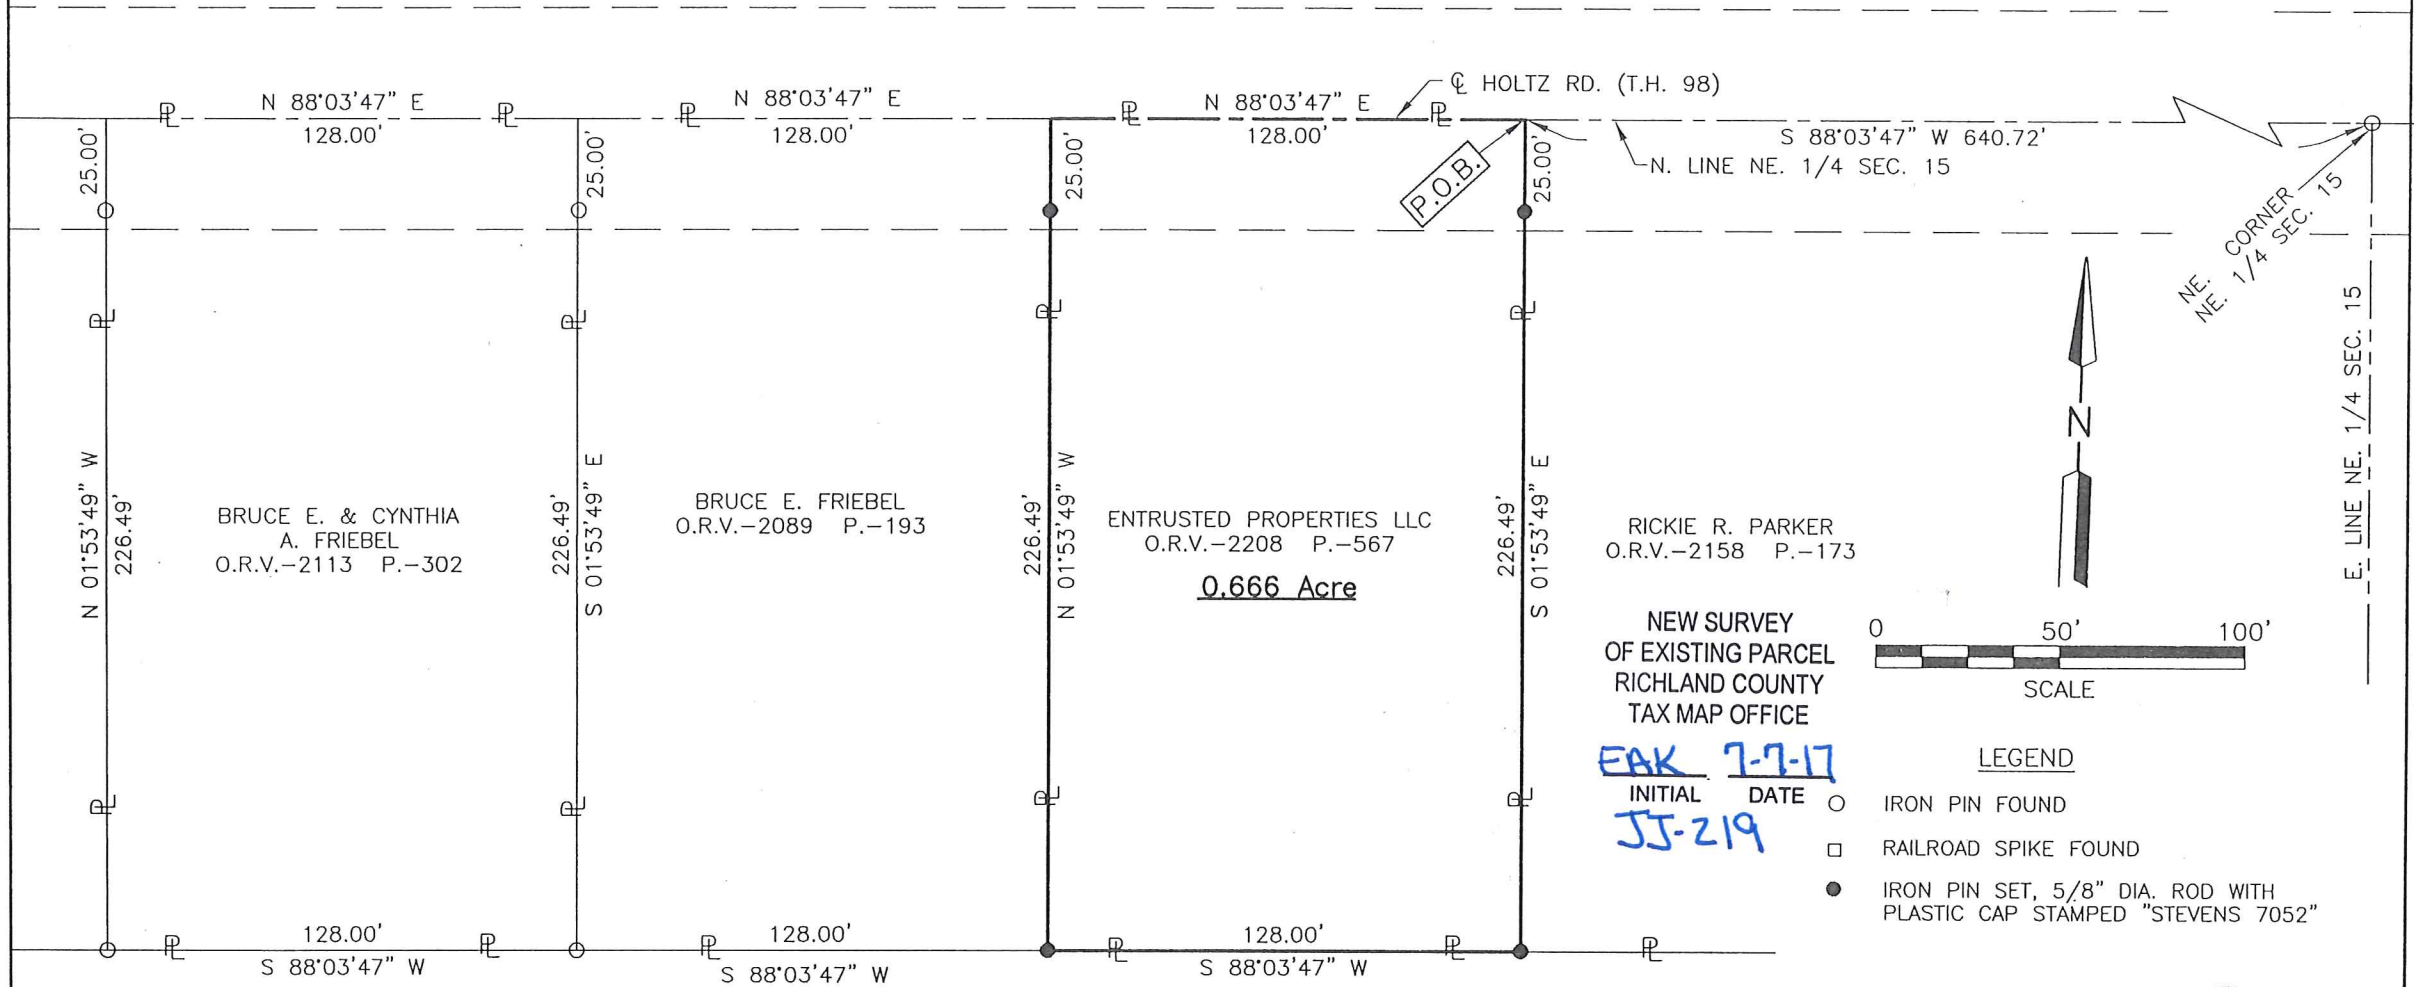 N 88°03'47" E
128.00'
N 88°03'47" E
128.00'
N 88°03'47" E
128.00'
℄ HOLTZ RD. (T.H. 98)
S 88°03'47" W 640.72'
N. LINE NE. 1/4 SEC. 15
P.O.B.
NE. CORNER
NE. 1/4 SEC. 15
E. LINE NE. 1/4 SEC. 15
25.00'
25.00'
25.00'
25.00'
N 01°53'49" W
226.49'
BRUCE E. & CYNTHIA
A. FRIEBEL
O.R.V.-2113 P.-302
226.49'
S 01°53'49" E
BRUCE E. FRIEBEL
O.R.V.-2089 P.-193
226.49'
N 01°53'49" W
ENTRUSTED PROPERTIES LLC
O.R.V.-2208 P.-567
0.666 Acre
226.49'
S 01°53'49" E
RICKIE R. PARKER
O.R.V.-2158 P.-173
N
NEW SURVEY
OF EXISTING PARCEL
RICHLAND COUNTY
TAX MAP OFFICE
EAK 7-7-17
INITIAL DATE
JJ-219
0 50' 100'
SCALE
LEGEND
IRON PIN FOUND
RAILROAD SPIKE FOUND
IRON PIN SET, 5/8" DIA. ROD WITH
PLASTIC CAP STAMPED "STEVENS 7052"
128.00'
S 88°03'47" W
128.00'
S 88°03'47" W
128.00'
S 88°03'47" W